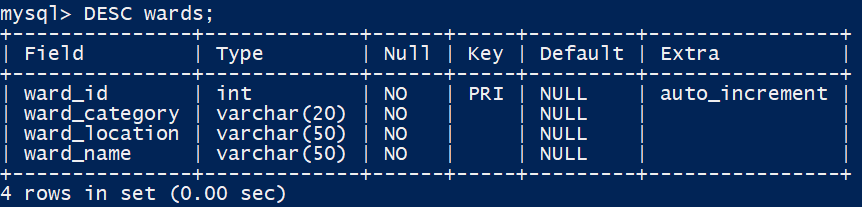 mysql> DESC wards;
+---------------+-------------+------+-----+---------+----------------+
| Field         | Type        | Null | Key | Default | Extra          |
+---------------+-------------+------+-----+---------+----------------+
| ward_id       | int         | NO   | PRI | NULL    | auto_increment |
| ward_category | varchar(20) | NO   |     | NULL    |                |
| ward_location | varchar(50) | NO   |     | NULL    |                |
| ward_name     | varchar(50) | NO   |     | NULL    |                |
+---------------+-------------+------+-----+---------+----------------+
4 rows in set (0.00 sec)